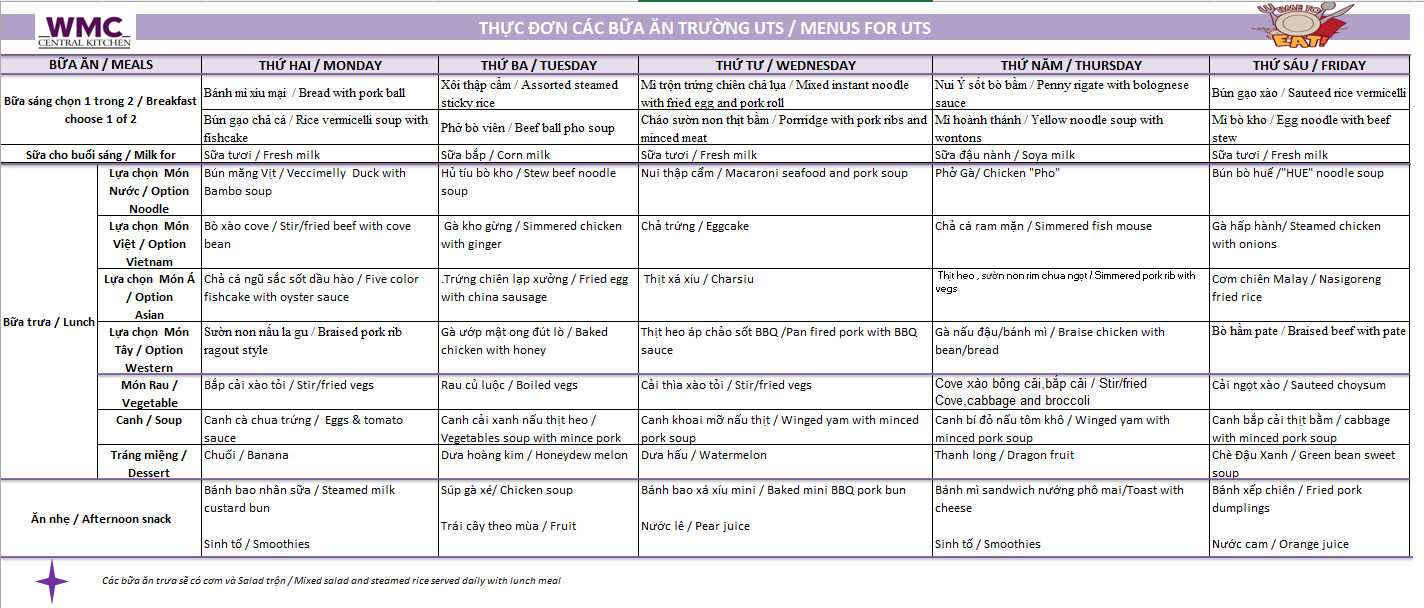 WMC
CENTRAL KITCHEN
THỰC ĐƠN CÁC BỮA ĂN TRƯỜNG UTS / MENUS FOR UTS
TIME TO
EAT!
BỮA ĂN / MEALS
THỨ HAI / MONDAY
THỨ BA / TUESDAY
THỨ TƯ / WEDNESDAY
THỨ NĂM / THURSDAY
THỨ SÁU / FRIDAY
Bữa sáng chọn 1 trong 2 / Breakfast
choose 1 of 2
Bánh mì xíu mại / Bread with pork ball
Xôi thập cẩm / Assorted steamed
sticky rice
Mì trộn trứng chiên chả lụa / Mixed instant noodle
with fried egg and pork roll
Nui Ý sốt bò bằm / Penny rigate with bolognese
sauce
Bún gạo xào / Sauteed rice vermicelli
Bún gạo chả cá / Rice vermicelli soup with
fishcake
Phở bò viên / Beef ball pho soup
Cháo sườn non thịt bằm / Porrridge with pork ribs and
minced meat
Mì hoành thánh / Yellow noodle soup with
wontons
Mì bò kho / Egg noodle with beef
stew
Sữa cho buổi sáng / Milk for
Sữa tươi / Fresh milk
Sữa bắp / Corn milk
Sữa tươi / Fresh milk
Sữa đậu nành / Soya milk
Sữa tươi / Fresh milk
Bữa trưa / Lunch
Lựa chọn Món
Nước / Option
Noodle
Bún măng Vịt / Veccimelly Duck with
Bambo soup
Hủ tíu bò kho / Stew beef noodle
soup
Nui thập cẩm / Macaroni seafood and pork soup
Phở Gà/ Chicken "Pho"
Bún bò huế /"HUE" noodle soup
Lựa chọn Món
Việt / Option
Vietnam
Bò xào cove / Stir/fried beef with cove
bean
Gà kho gừng / Simmered chicken
with ginger
Chả trứng / Eggcake
Chả cá ram mặn / Simmered fish mouse
Gà hấp hành/ Steamed chicken
with onions
Lựa chọn Món Á
/ Option
Asian
Chả cá ngũ sắc sốt dầu hào / Five color
fishcake with oyster sauce
.Trứng chiên lạp xưởng / Fried egg
with china sausage
Thịt xá xíu / Charsiu
Thịt heo , sườn non rim chua ngọt / Simmered pork rib with
vegs
Cơm chiên Malay / Nasigoreng
fried rice
Lựa chọn Món
Tây / Option
Western
Sườn non nấu la gu / Braised pork rib
ragout style
Gà ướp mật ong đút lò / Baked
chicken with honey
Thịt heo áp chảo sốt BBQ /Pan fired pork with BBQ
sauce
Gà nấu đậu/bánh mì / Braise chicken with
bean/bread
Bò hầm pate / Braised beef with pate
Món Rau /
Vegetable
Bắp cải xào tỏi / Stir/fried vegs
Rau củ luộc / Boiled vegs
Cải thìa xào tỏi / Stir/fried vegs
Cove xào bông cải,bắp cải / Stir/fried
Cove,cabbage and broccoli
Cải ngọt xào / Sauteed choysum
Canh / Soup
Canh cà chua trứng / Eggs & tomato
sauce
Canh cải xanh nấu thịt heo /
Vegetables soup with mince pork
Canh khoai mỡ nấu thịt / Winged yam with minced
pork soup
Canh bí đỏ nấu tôm khô / Winged yam with
minced pork soup
Canh bắp cải thịt bằm / cabbage
with minced pork soup
Tráng miệng /
Dessert
Chuối / Banana
Dưa hoàng kim / Honeydew melon
Dưa hấu / Watermelon
Thanh long / Dragon fruit
Chè Đậu Xanh / Green bean sweet
soup
Ăn nhẹ / Afternoon snack
Bánh bao nhân sữa / Steamed milk
custard bun
Sinh tố / Smoothies
Súp gà xé/ Chicken soup
Trái cây theo mùa / Fruit
Bánh bao xá xíu mini / Baked mini BBQ pork bun
Nước lê / Pear juice
Bánh mì sandwich nướng phô mai/Toast with
cheese
Sinh tố / Smoothies
Bánh xếp chiên / Fried pork
dumplings
Nước cam / Orange juice
Các bữa ăn trưa sẽ có cơm và Salad trộn / Mixed salad and steamed rice served daily with lunch meal